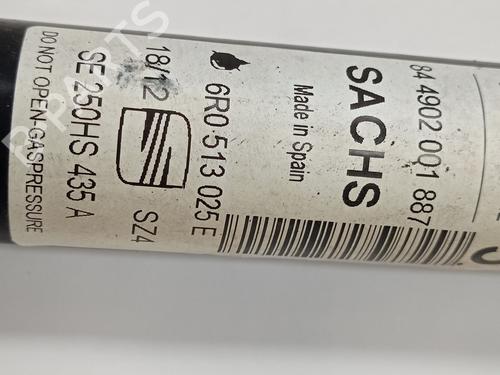 84 4902 001 887
SACHS
Made in Spain
6R0 513 025 E
18/12
SZ4
SE 250HS 435 A
DO NOT OPEN-GASPRESSURE
B-PARTS